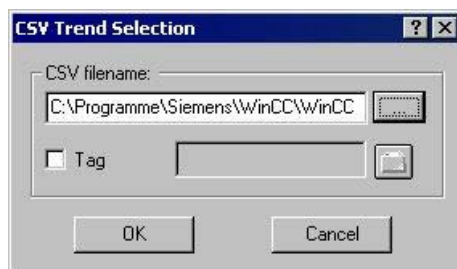 CSV Trend Selection
CSV filename:
C:\Programme\Siemens\WinCC\WinCC
...
Tag
OK
Cancel